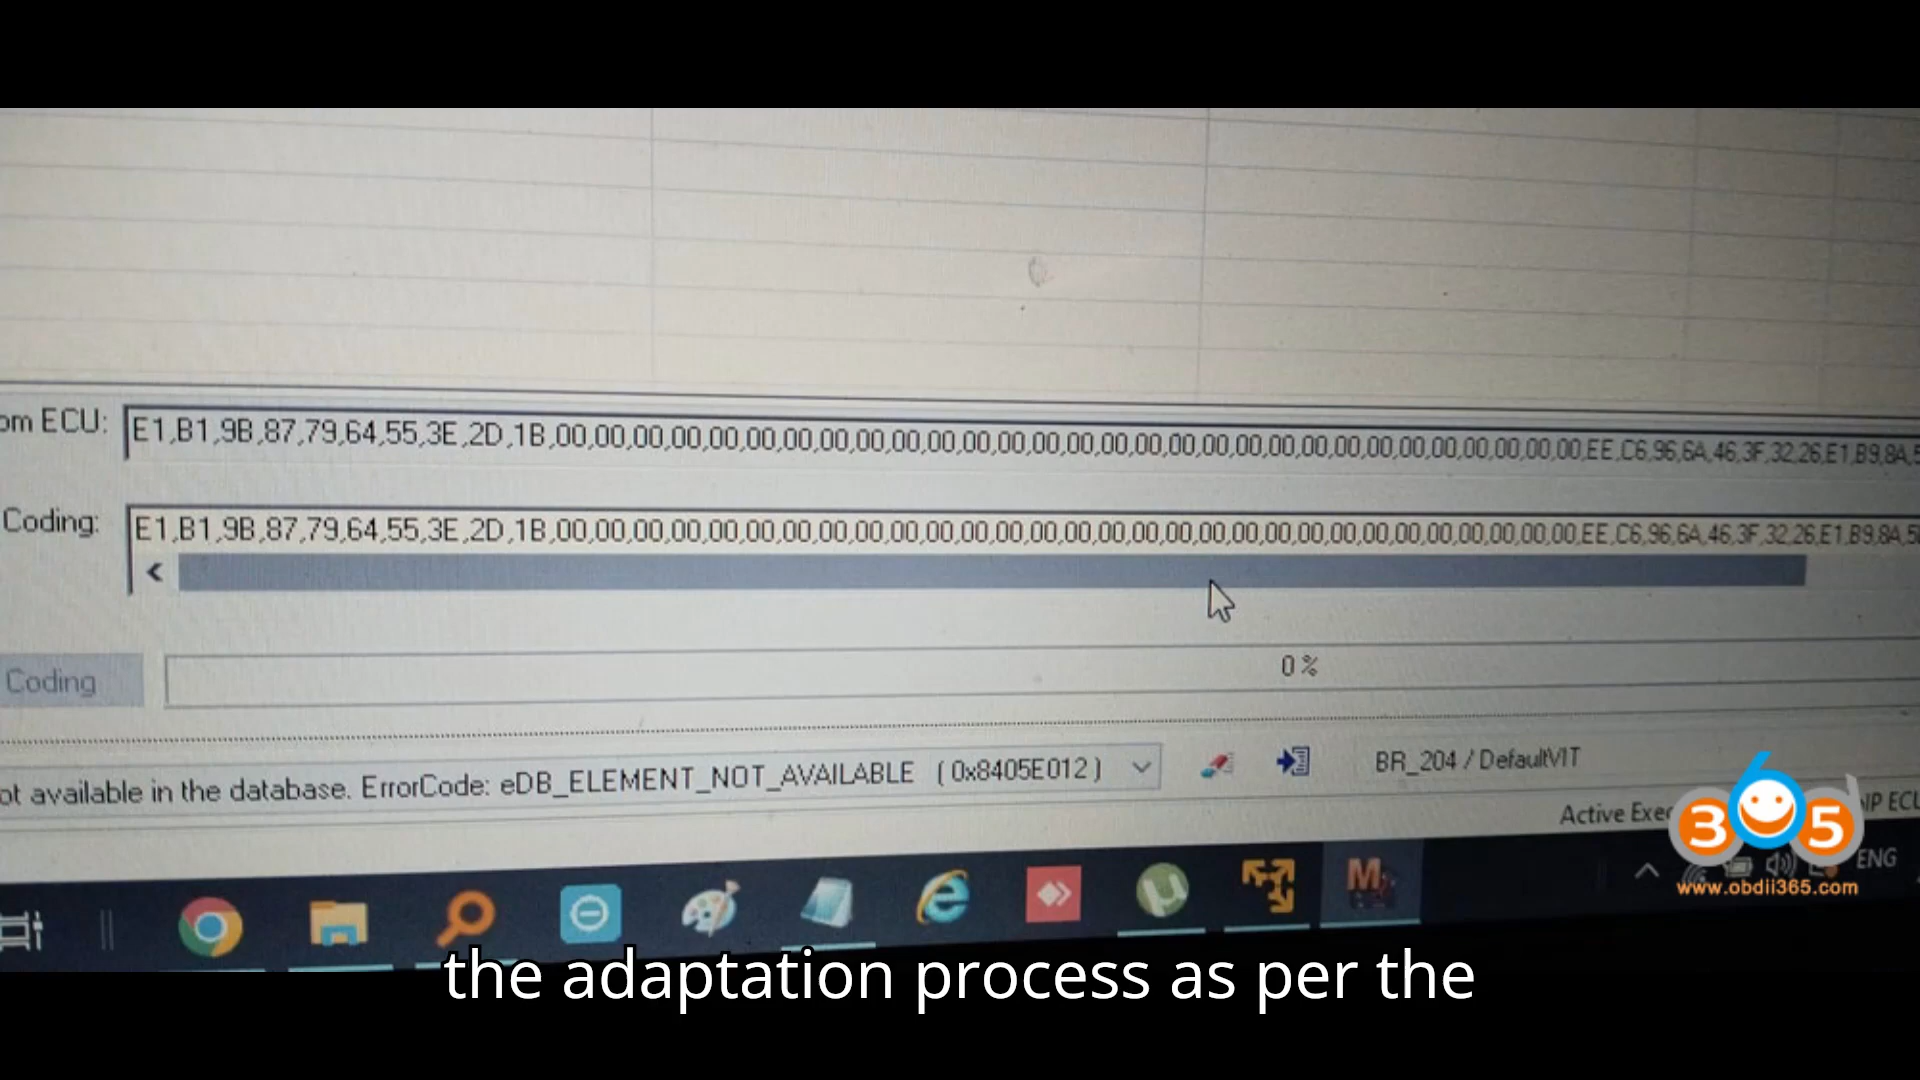 om ECU: E1,B1,9B,87,79,64,55,3E,2D,1B,00,00,00,00,00,00,00,00,00,00,00,00,00,00,00,00,00,00,00,00,00,00,00,00,00,00,00,00,EE,C6,96,6A,46,3F,32,26,E1,B9,8A,5
Coding: E1,B1,9B,87,79,64,55,3E,2D,1B,00,00,00,00,00,00,00,00,00,00,00,00,00,00,00,00,00,00,00,00,00,00,00,00,00,00,00,00,EE,C6,96,6A,46,3F,32,26,E1,B9,8A,5
Coding
0 %
ot available in the database. ErrorCode: eDB_ELEMENT_NOT_AVAILABLE ( 0x8405E012 )
BR_204 / DefaultVIT
Active Exe
IP ECU
365
www.obdii365.com
ENG
the adaptation process as per the